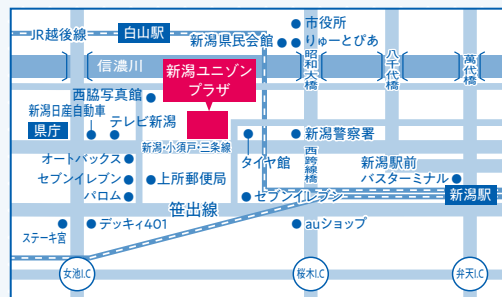 市役所
JR越後線
白山駅
新潟県民会館
りゅーとぴあ
信濃川
昭和大橋
八千代橋
萬代橋
新潟ユニゾン
プラザ
西脇写真館
新潟日産自動車
県庁
テレビ新潟
新潟・小須戸・三条線
タイヤ館
新潟警察署
西跨線橋
オートバックス
セブンイレブン
パロム
上所郵便局
新潟駅前
バスターミナル
新潟駅
セブンイレブン
笹出線
ステーキ宮
デッキィ401
auショップ
女池I.C
桜木I.C
弁天I.C